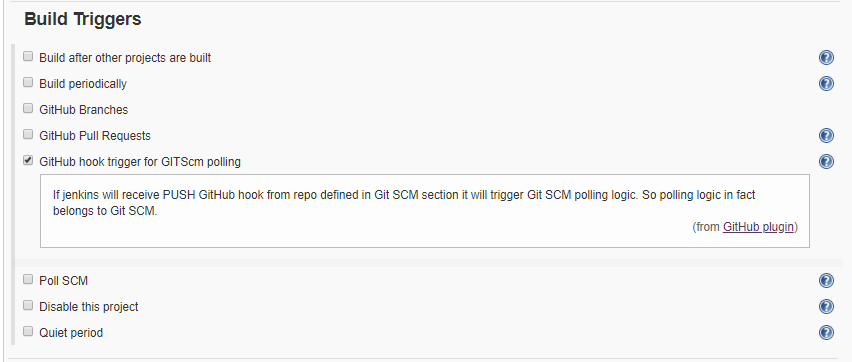 Build Triggers
Build after other projects are built
Build periodically
GitHub Branches
GitHub Pull Requests
GitHub hook trigger for GITScm polling
If jenkins will receive PUSH GitHub hook from repo defined in Git SCM section it will trigger Git SCM polling logic. So polling logic in fact
belongs to Git SCM.
(from GitHub plugin)
Poll SCM
Disable this project
Quiet period